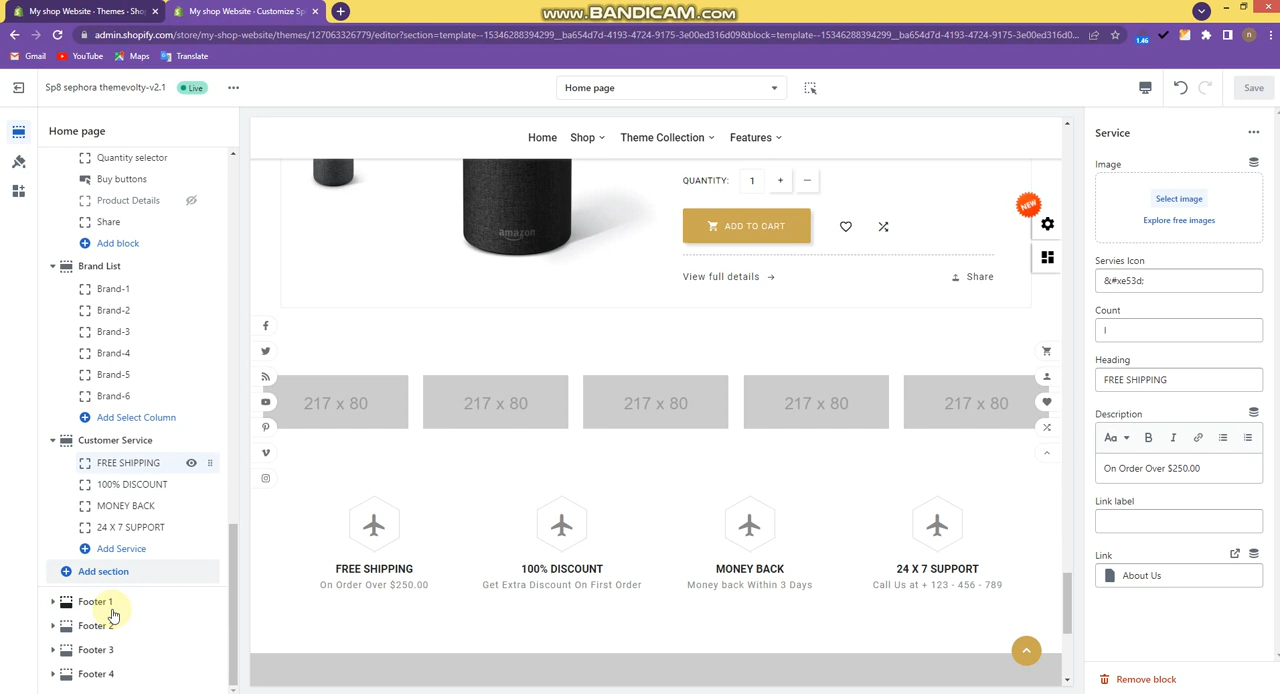 www.BANDICAM.com
My shop Website - Themes - Sho
My shop Website - Customize Sp
admin.shopify.com/store/my-shop-website/themes/127063326779/editor?section=template--15346288394299__ba654d7d-4193-4724-9175-3e00ed316d09&block=template--15346288394299__ba654d7d-4193-4724-9175-3e00ed316d0...
1.46
n
Gmail
YouTube
Maps
Translate
Sp8 sephora themevolty-v2.1
Live
Home page
Save
Home page
Quantity selector
Buy buttons
Product Details
Share
Add block
Brand List
Brand-1
Brand-2
Brand-3
Brand-4
Brand-5
Brand-6
Add Select Column
Customer Service
FREE SHIPPING
100% DISCOUNT
MONEY BACK
24 X 7 SUPPORT
Add Service
Add section
Footer 1
Footer 2
Footer 3
Footer 4
Home
Shop
Theme Collection
Features
amazon
QUANTITY:
1
+
−
ADD TO CART
View full details →
Share
NEW
217 x 80
217 x 80
217 x 80
217 x 80
217 x 80
FREE SHIPPING
On Order Over $250.00
100% DISCOUNT
Get Extra Discount On First Order
MONEY BACK
Money back Within 3 Days
24 X 7 SUPPORT
Call Us at + 123 - 456 - 789
Service
Image
Select image
Explore free images
Servies Icon
&#xe53d;
Count
I
Heading
FREE SHIPPING
Description
Aa
B
I
On Order Over $250.00
Link label
Link
About Us
Remove block